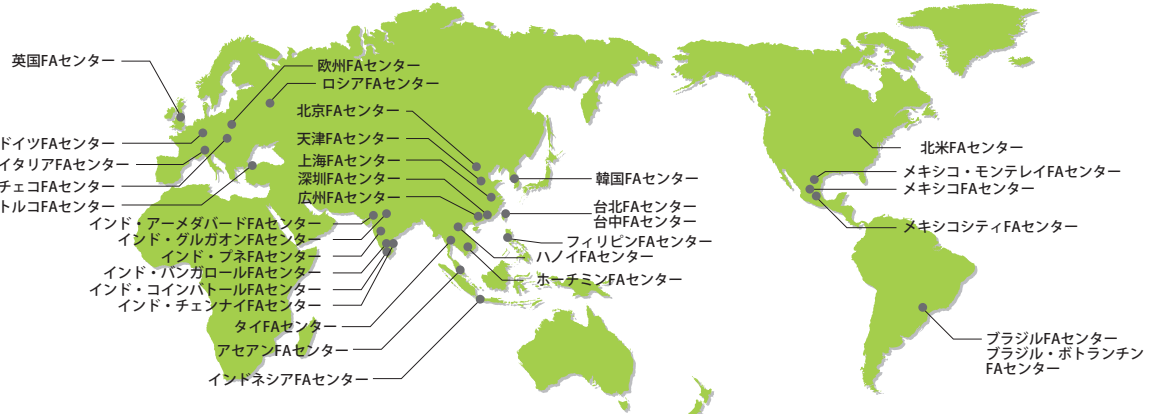 英国FAセンター
欧州FAセンター
ロシアFAセンター
北京FAセンター
ドイツFAセンター
天津FAセンター
イタリアFAセンター
上海FAセンター
チェコFAセンター
深圳FAセンター
トルコFAセンター
広州FAセンター
インド・アーメダバードFAセンター
インド・グルガオンFAセンター
インド・プネFAセンター
インド・バンガロールFAセンター
インド・コインバトールFAセンター
インド・チェンナイFAセンター
タイFAセンター
アセアンFAセンター
インドネシアFAセンター
韓国FAセンター
台北FAセンター
台中FAセンター
フィリピンFAセンター
ハノイFAセンター
ホーチミンFAセンター
北米FAセンター
メキシコ・モンテレイFAセンター
メキシコFAセンター
メキシコシティFAセンター
ブラジルFAセンター
ブラジル・ボトランチン
FAセンター